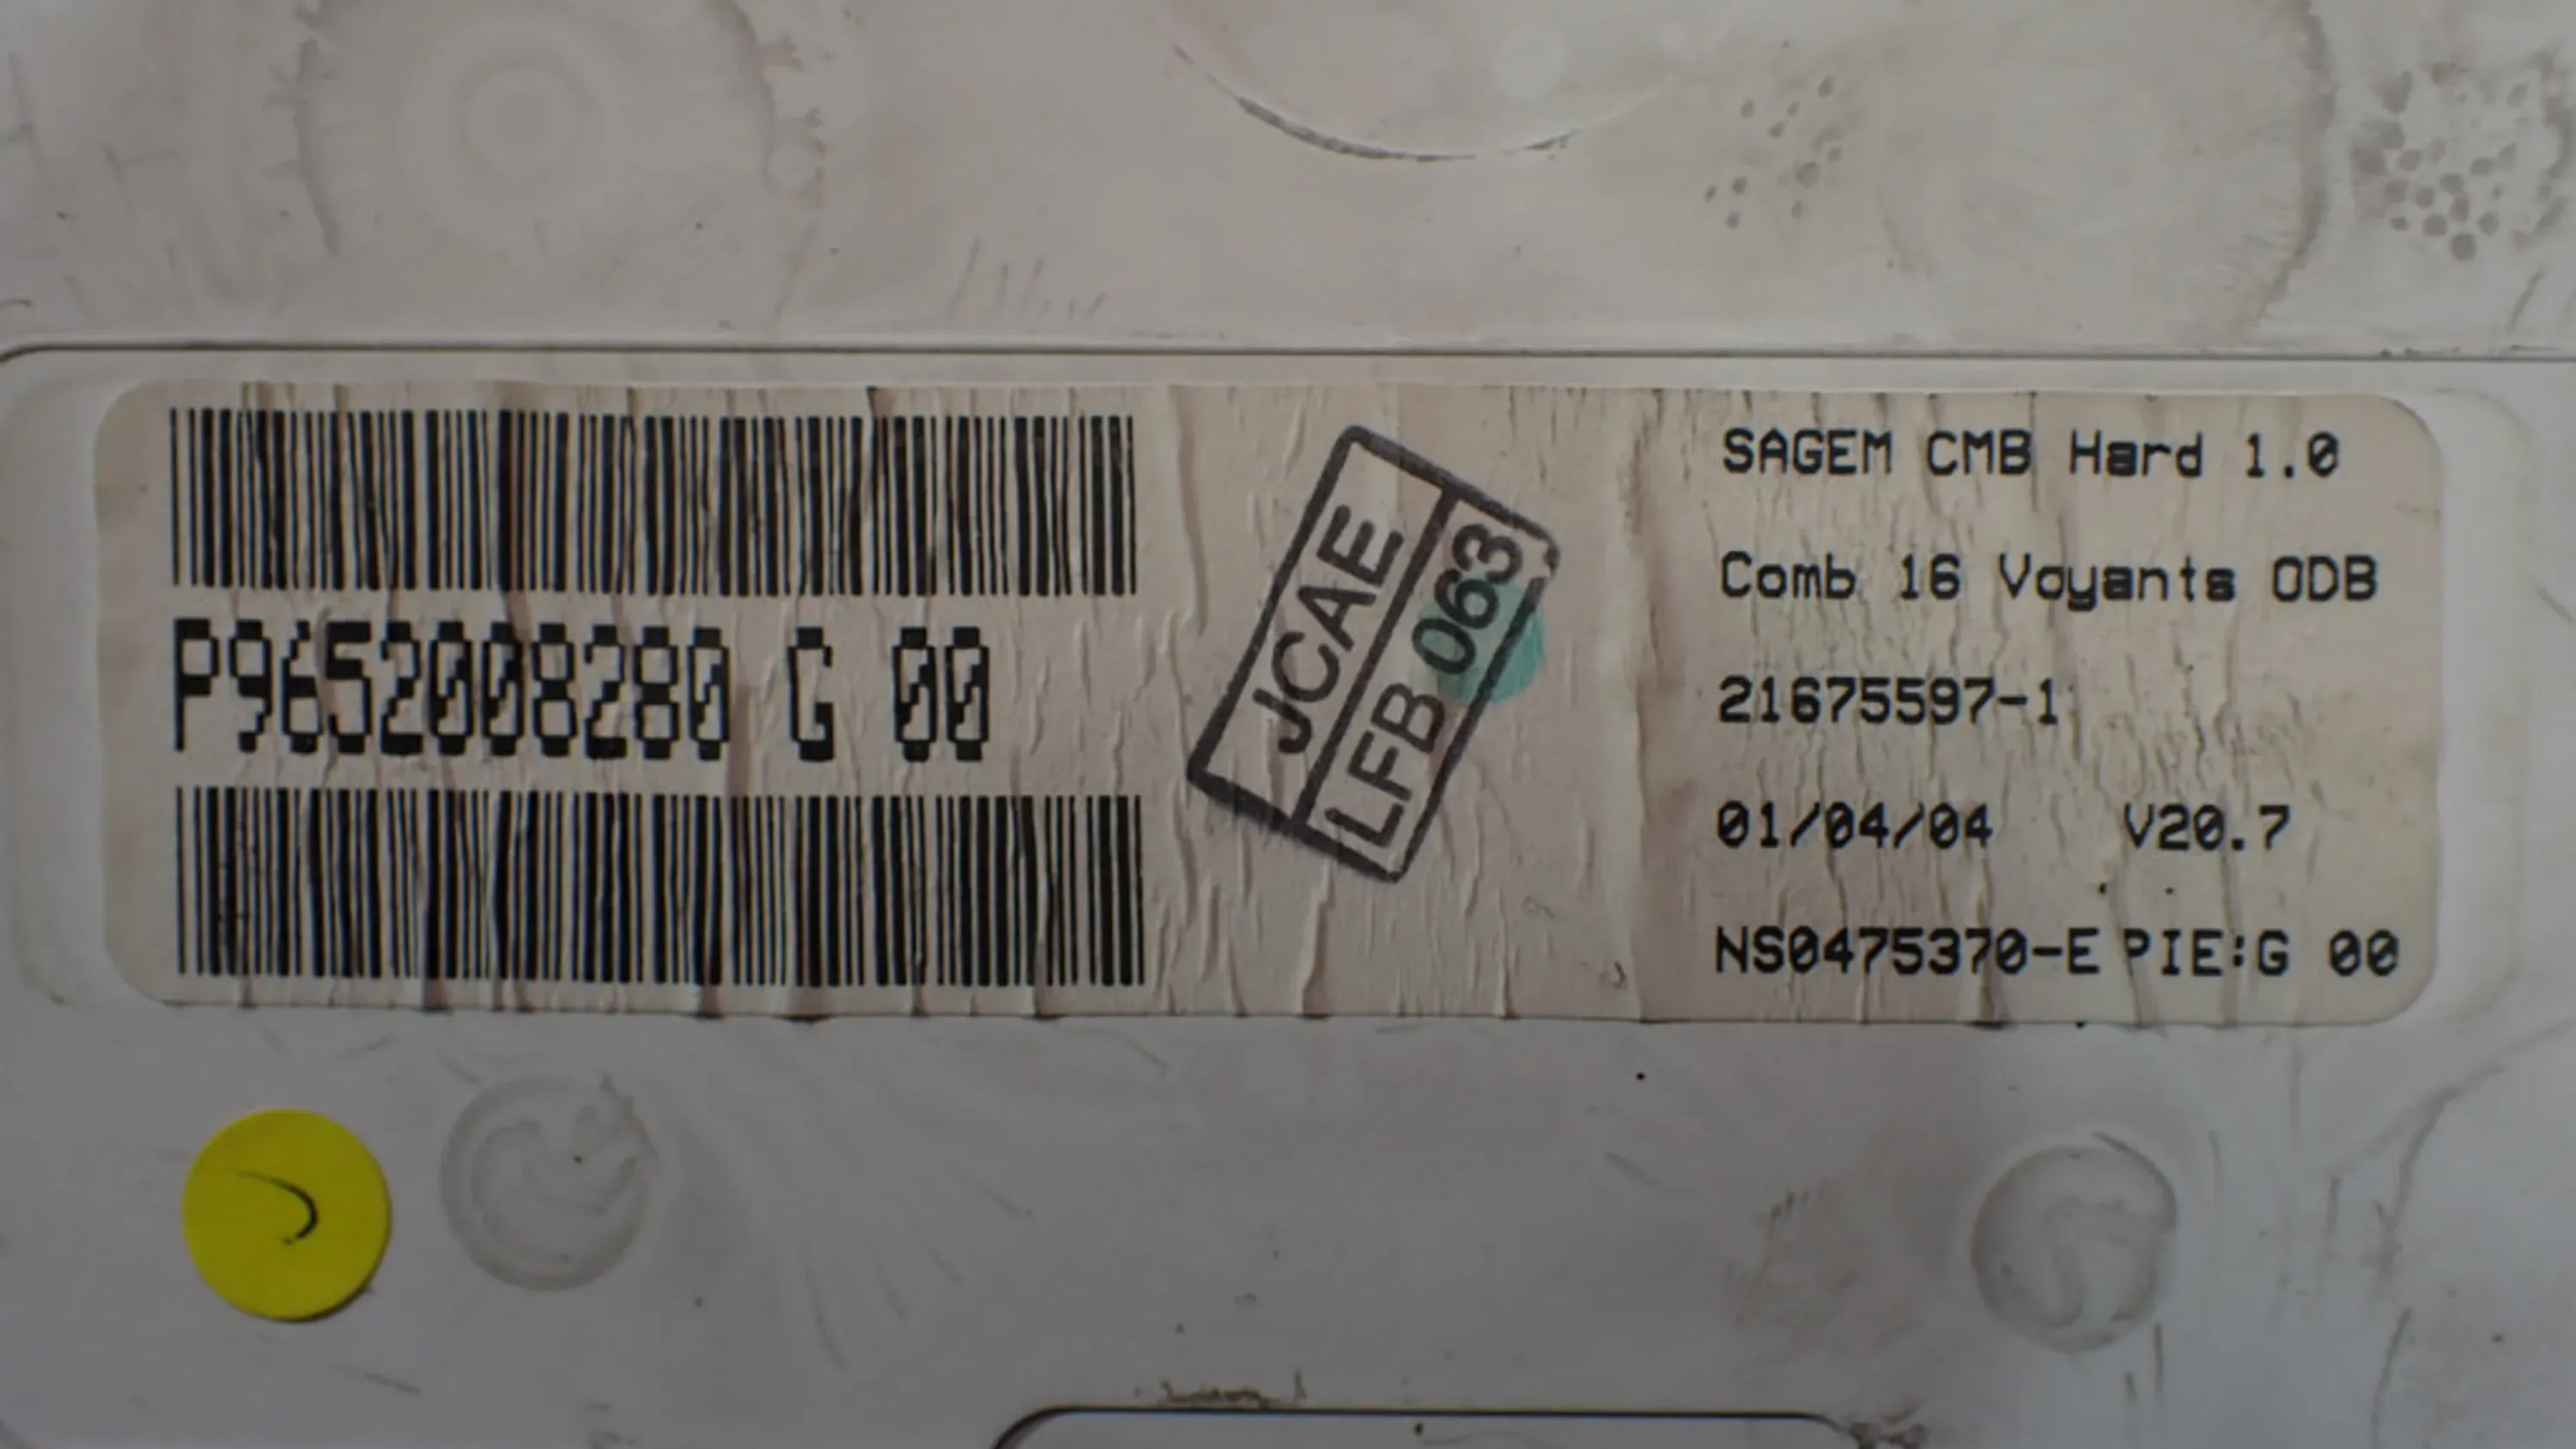 P9652008280 G 00
JCAE
LFB 063
SAGEM CMB Hard 1.0
Comb 16 Voyants ODB
21675597-1
01/04/04 V20.7
NS0475370-E PIE:G 00